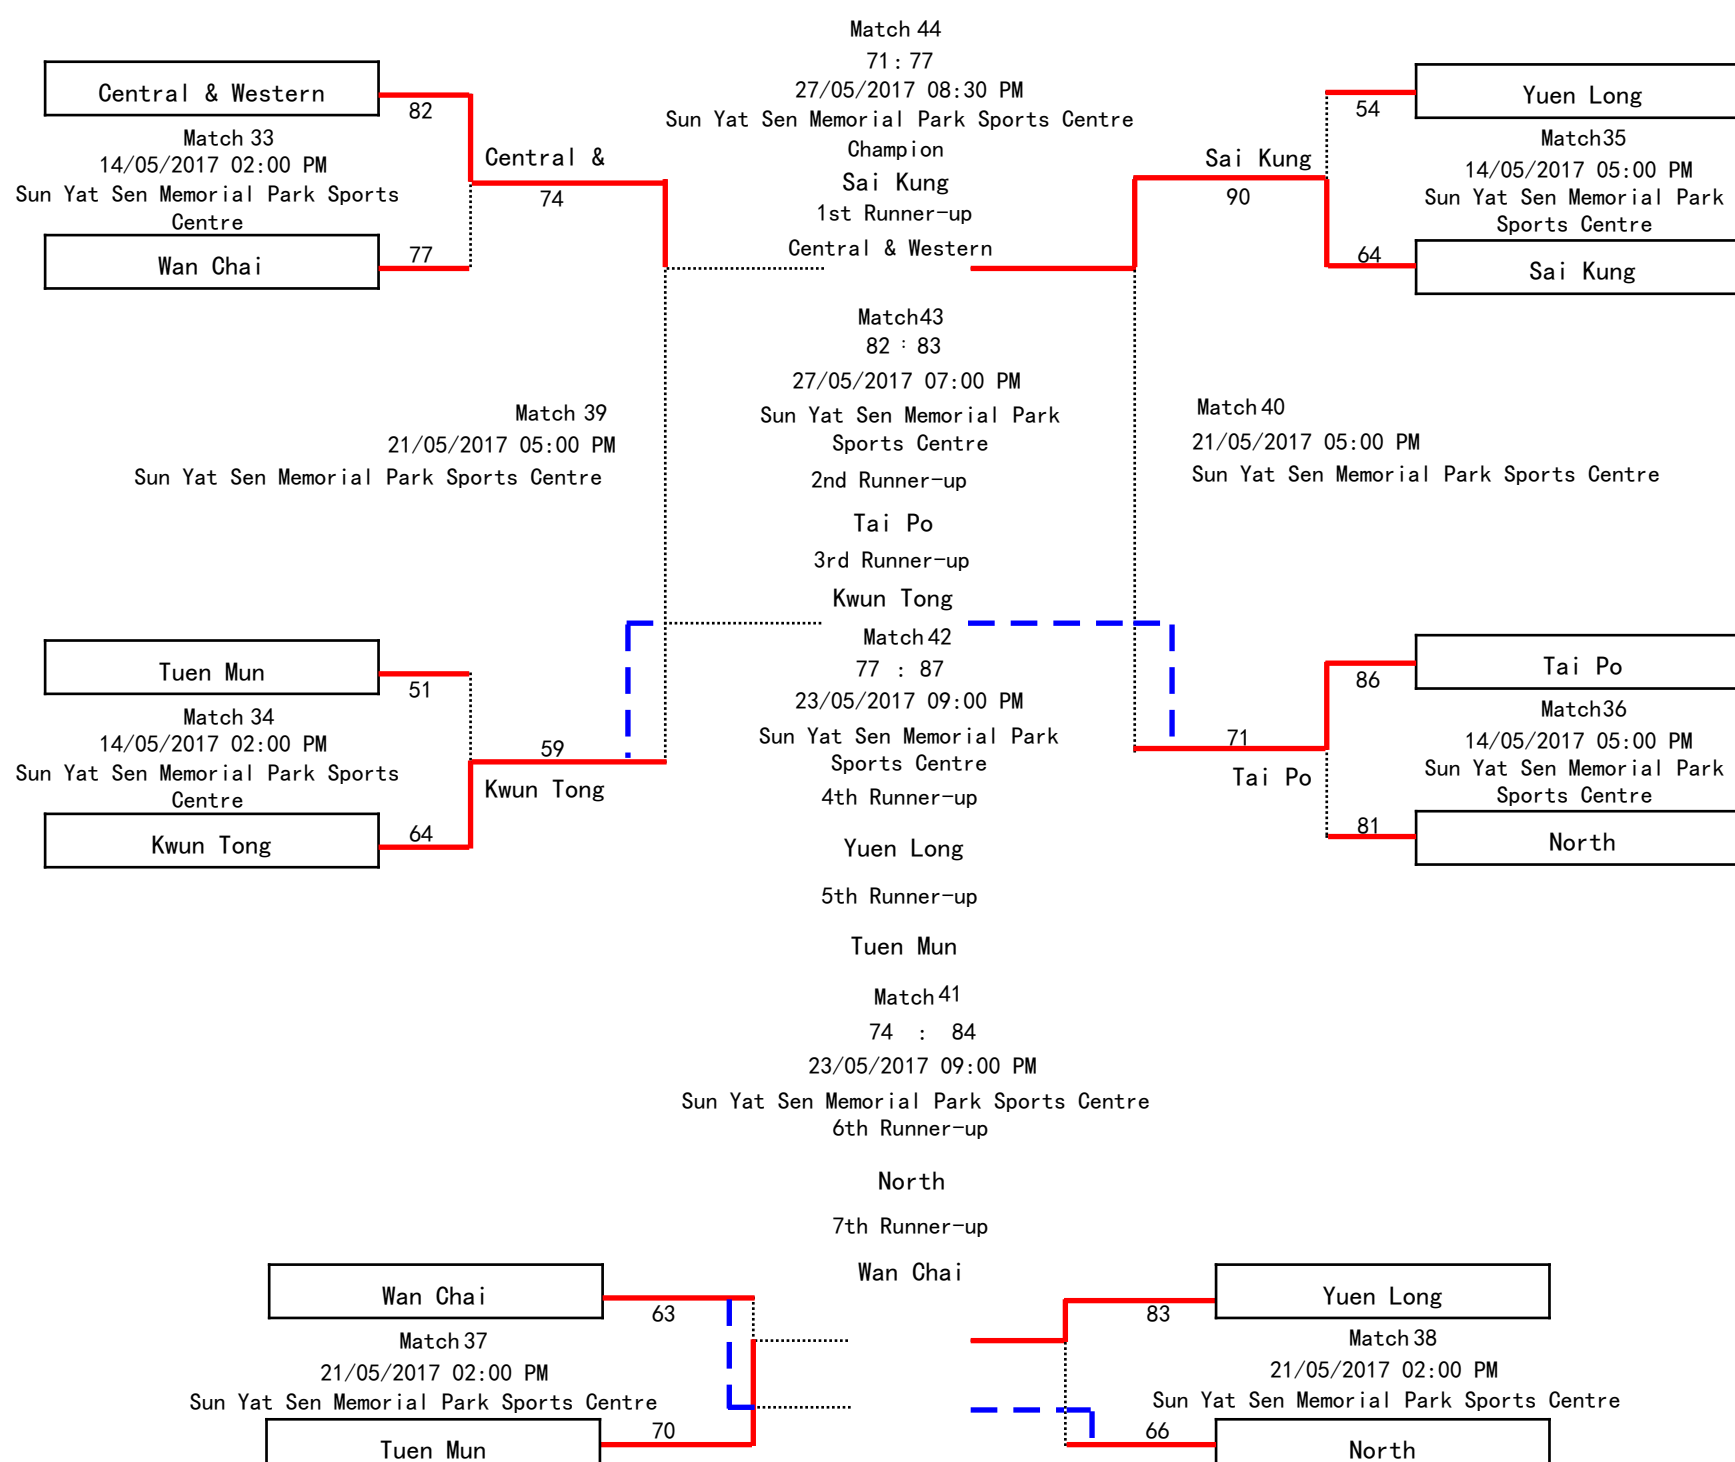 Match 44
71 : 77
27/05/2017 08:30 PM
Sun Yat Sen Memorial Park Sports Centre
Champion
Sai Kung
1st Runner-up
Central & Western
Central & Western
82
Match 33
14/05/2017 02:00 PM
Sun Yat Sen Memorial Park Sports
Centre
77
Wan Chai
Central &
74
Sai Kung
90
Yuen Long
54
Match35
14/05/2017 05:00 PM
Sun Yat Sen Memorial Park
Sports Centre
64
Sai Kung
Match43
82 : 83
27/05/2017 07:00 PM
Sun Yat Sen Memorial Park
Sports Centre
2nd Runner-up
Tai Po
3rd Runner-up
Kwun Tong
Match 39
21/05/2017 05:00 PM
Sun Yat Sen Memorial Park Sports Centre
Match 40
21/05/2017 05:00 PM
Sun Yat Sen Memorial Park Sports Centre
Tuen Mun
51
Match 34
14/05/2017 02:00 PM
Sun Yat Sen Memorial Park Sports
Centre
64
Kwun Tong
59
Kwun Tong
Match 42
77 : 87
23/05/2017 09:00 PM
Sun Yat Sen Memorial Park
Sports Centre
4th Runner-up
Yuen Long
5th Runner-up
Tuen Mun
71
Tai Po
Tai Po
86
Match36
14/05/2017 05:00 PM
Sun Yat Sen Memorial Park
Sports Centre
81
North
Match 41
74 : 84
23/05/2017 09:00 PM
Sun Yat Sen Memorial Park Sports Centre
6th Runner-up
North
7th Runner-up
Wan Chai
Wan Chai
63
Match 37
21/05/2017 02:00 PM
Sun Yat Sen Memorial Park Sports Centre
70
Tuen Mun
Yuen Long
83
Match 38
21/05/2017 02:00 PM
Sun Yat Sen Memorial Park Sports Centre
66
North